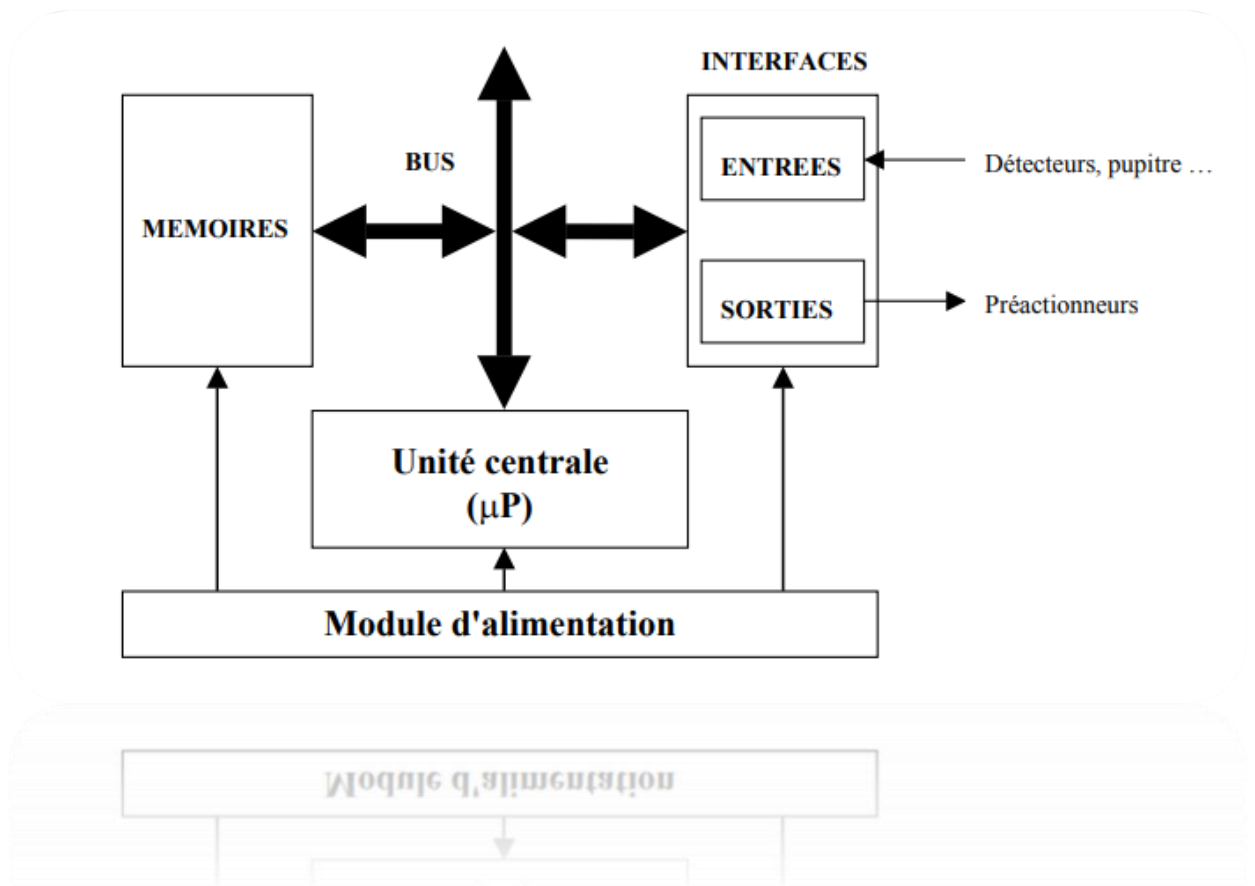 INTERFACES
BUS
ENTREES
Détecteurs, pupitre …
MEMOIRES
SORTIES
Préactionneurs
Unité centrale
(µP)
Module d'alimentation
Module d'alimentation